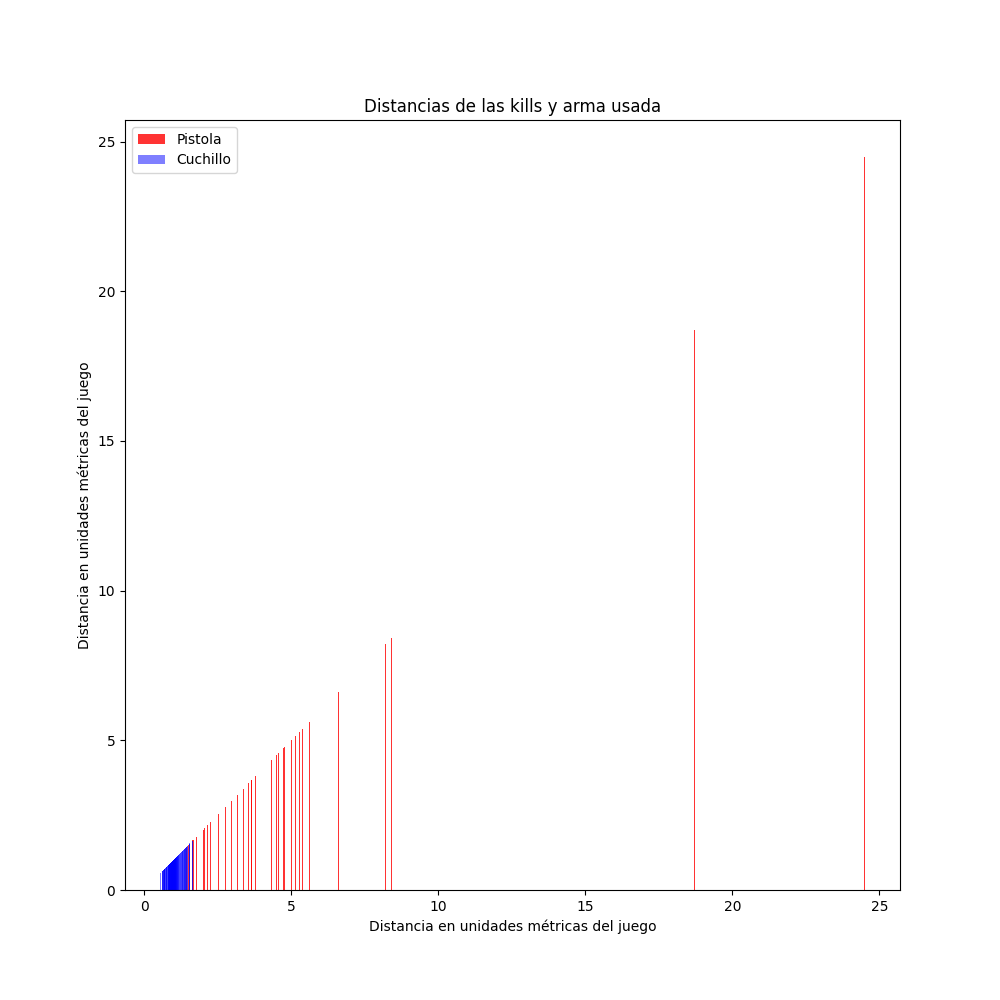 Distancias de las kills y arma usada
Pistola
Cuchillo
25
20
15
10
5
0
Distancia en unidades métricas del juego
0 5 10 15 20 25
Distancia en unidades métricas del juego